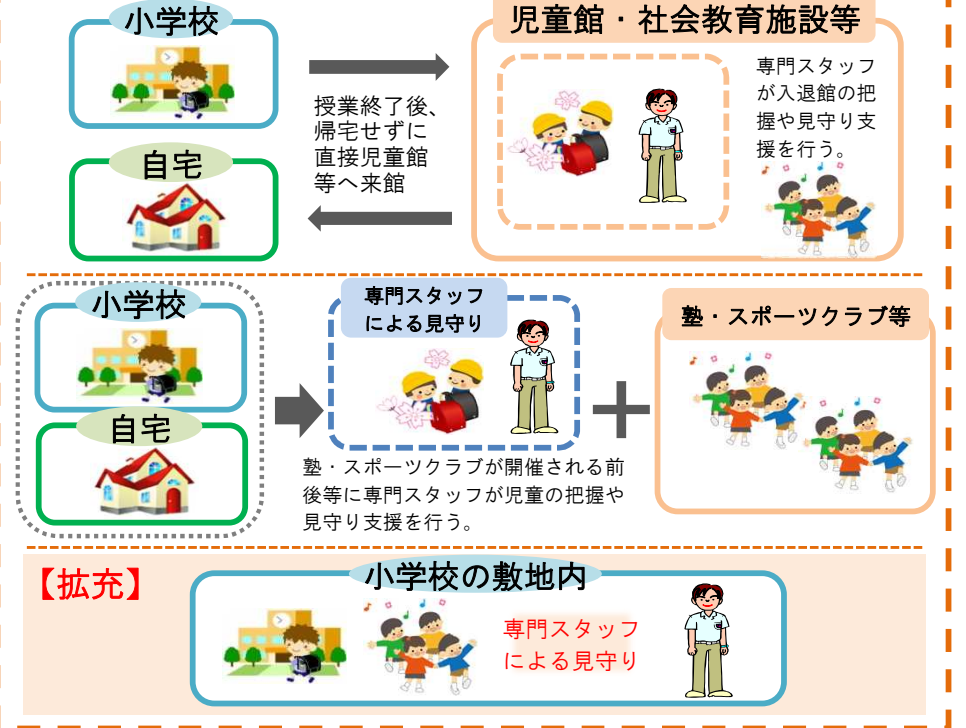 小学校
児童館・社会教育施設等
専門スタッフ
が入退館の把
握や見守り支
援を行う。
授業終了後、
帰宅せずに
直接児童館
等へ来館
自宅
小学校
自宅
専門スタッフ
による見守り
塾・スポーツクラブ等
塾・スポーツクラブが開催される前
後等に専門スタッフが児童の把握や
見守り支援を行う。
【拡充】
小学校の敷地内
専門スタッフ
による見守り